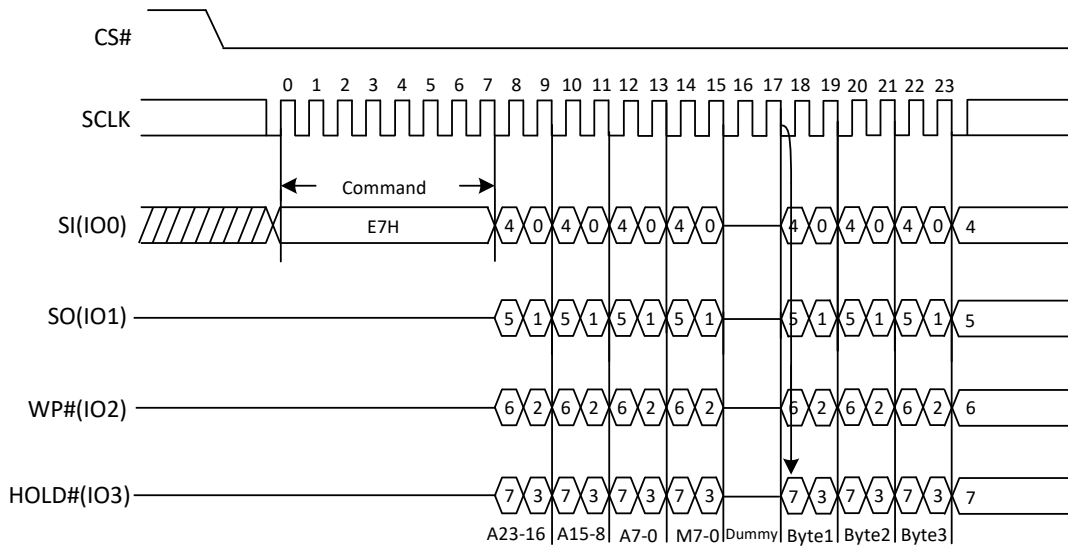 CS#
0 1 2 3 4 5 6 7 8 9 10 11 12 13 14 15 16 17 18 19 20 21 22 23
SCLK
Command
SI(IO0) E7H 4 0 4 0 4 0 4 0 4 0 4 0 4 0 4
SO(IO1) 5 1 5 1 5 1 5 1 5 1 5 1 5 1 5
WP#(IO2) 6 2 6 2 6 2 6 2 6 2 6 2 6 2 6
HOLD#(IO3) 7 3 7 3 7 3 7 3 7 3 7 3 7 3 7
A23-16 A15-8 A7-0 M7-0 Dummy Byte1 Byte2 Byte3